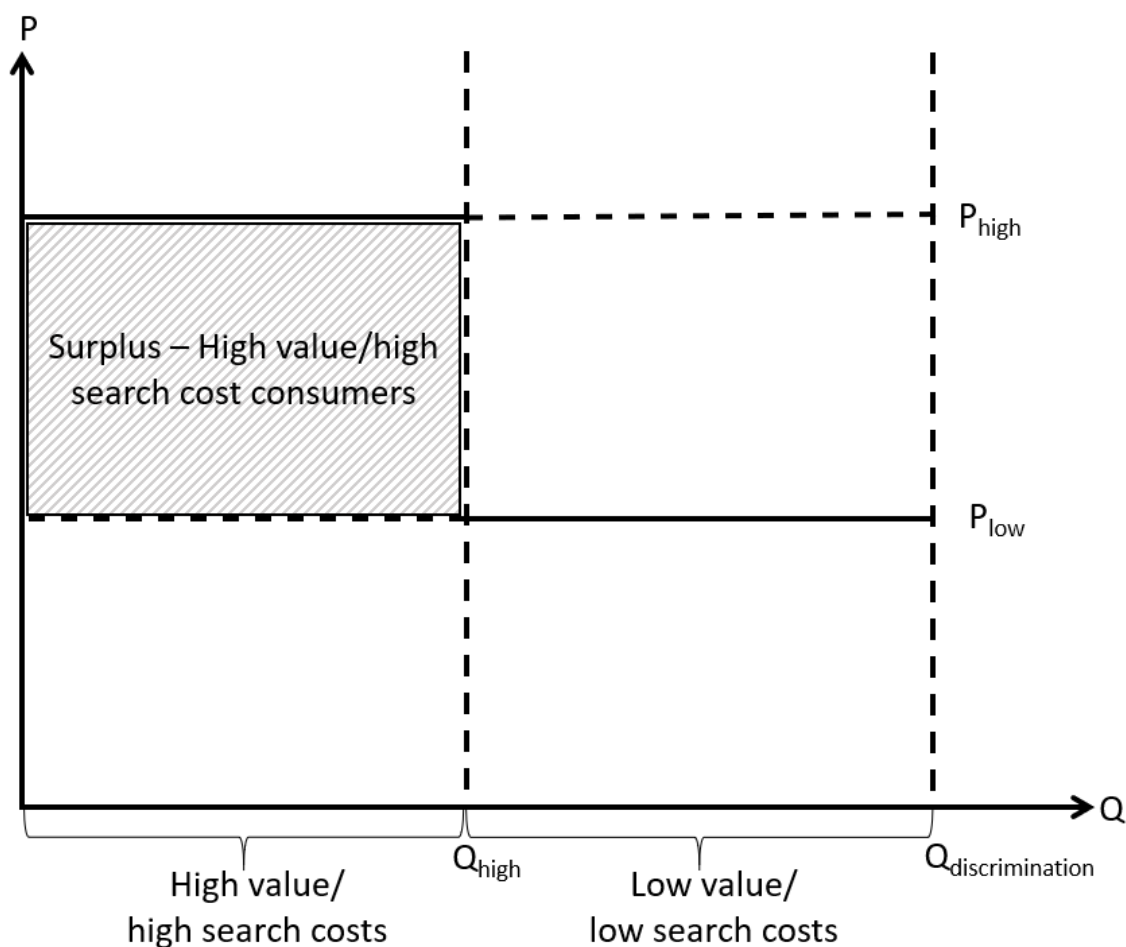 P
P_high
Surplus – High value/high
search cost consumers
P_low
Q
Q_high
Q_discrimination
High value/
high search costs
Low value/
low search costs